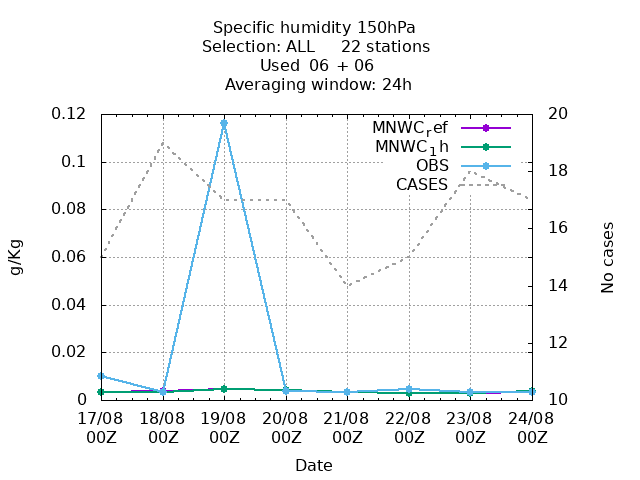 Specific humidity 150hPa
Selection: ALL 22 stations
Used 06 + 06
Averaging window: 24h
0.12
0.1
0.08
0.06
0.04
0.02
0
20
18
16
14
12
10
MNWCref
MNWC1h
OBS
CASES
g/Kg
No cases
17/08 18/08 19/08 20/08 21/08 22/08 23/08 24/08
00Z 00Z 00Z 00Z 00Z 00Z 00Z 00Z
Date